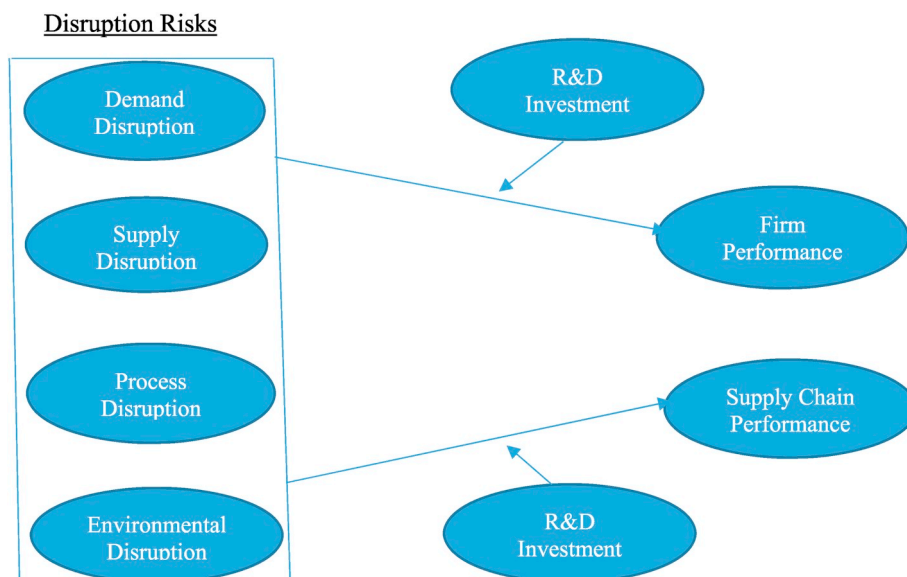 Disruption Risks
Demand
Disruption
R&D
Investment
Supply
Disruption
Firm
Performance
Process
Disruption
Supply Chain
Performance
Environmental
Disruption
R&D
Investment